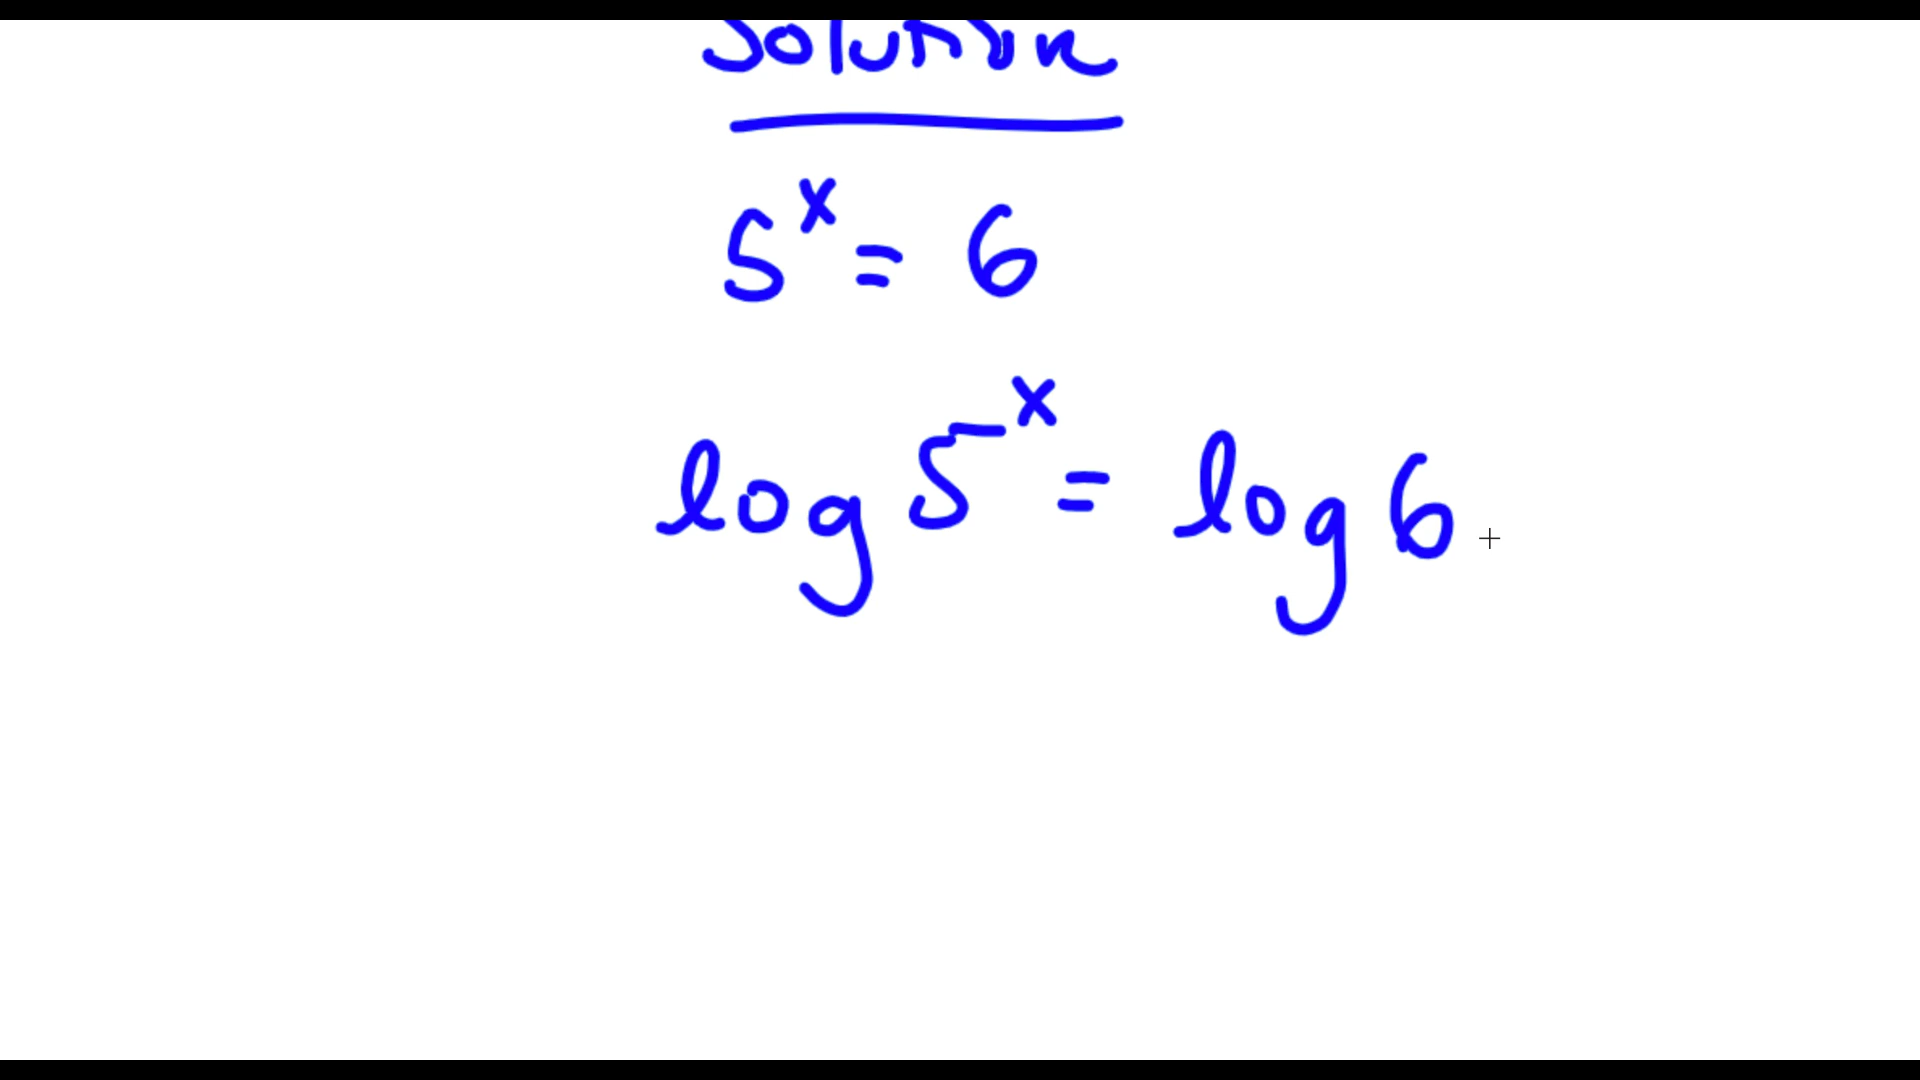 Solution
5^x = 6
log 5^x = log 6